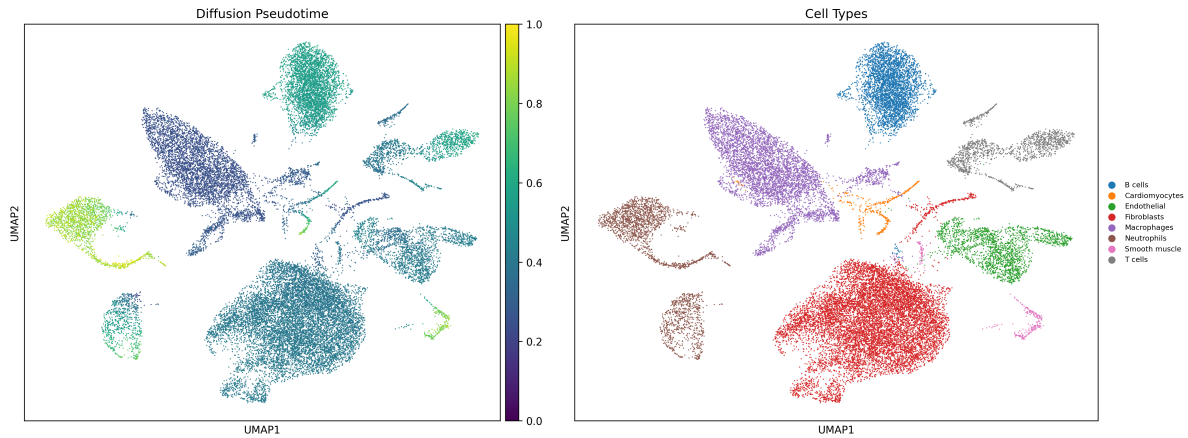 Diffusion Pseudotime
UMAP2
UMAP1
1.0
0.8
0.6
0.4
0.2
0.0
Cell Types
UMAP2
UMAP1
B cells
Cardiomyocytes
Endothelial
Fibroblasts
Macrophages
Neutrophils
Smooth muscle
T cells